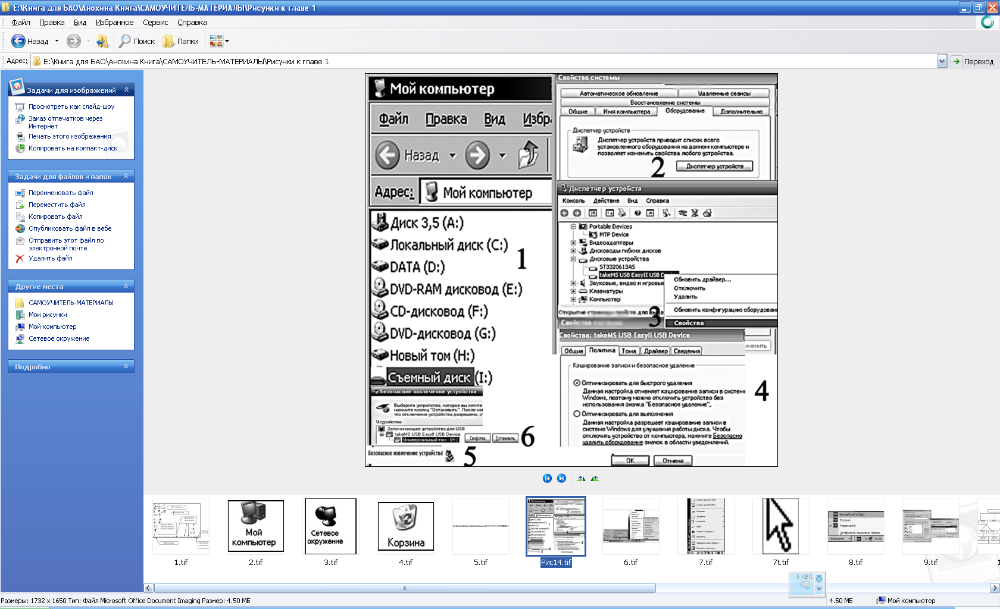 E:\Книга для БАО\Анохина Книга\САМОУЧИТЕЛЬ-МАТЕРИАЛЫ\Рисунки к главе 1
Файл Правка Вид Избранное Сервис Справка
Назад Поиск Папки
Адрес: E:\Книга для БАО\Анохина Книга\САМОУЧИТЕЛЬ-МАТЕРИАЛЫ\Рисунки к главе 1 Переход
Задачи для изображений
Просмотреть как слайд-шоу
Заказ отпечатков через
Интернет
Печать этого изображения
Копировать на компакт-диск
Задачи для файлов и папок
Переименовать файл
Переместить файл
Копировать файл
Опубликовать файл в вебе
Отправить этот файл по
электронной почте
Удалить файл
Другие места
САМОУЧИТЕЛЬ-МАТЕРИАЛЫ
Мои рисунки
Мой компьютер
Сетевое окружение
Подробно
Мой компьютер
Файл Правка Вид Избр
Назад
Адрес: Мой компьютер
Диск 3,5 (A:)
Локальный диск (C:)
1
DATA (D:)
DVD-RAM дисковод (E:)
CD-дисковод (F:)
DVD-дисковод (G:)
Новый том (H:)
Съемный диск (I:)
Безопасное извлечение устройства
Выберите устройство, которое вы хотите
нажмите кнопку "Остановить". После изв
что отключение устройства разрешено, о
Устройства:
Запоминающее устройство для USB
takeMS USB EasyII USB Device
Универсальный том - (H:)
Свойства Остановить 6
Безопасное извлечение устройства 5
Свойства системы
Автоматическое обновление Удаленные сеансы
Восстановление системы
Общие Имя компьютера Оборудование Дополнительно
Диспетчер устройств
Диспетчер устройств приводит список всего
установленного оборудования на данном компьютере и
позволяет изменить свойства любого устройства.
2 Диспетчер устройств
Диспетчер устройств
Консоль Действие Вид Справка
Portable Devices
MTP Device
Видеоадаптеры
Дисководы гибких дисков
Дисковые устройства
ST3320613AS
takeMS USB EasyII USB D
Звуковые, видео и игровые
Клавиатуры
Компьютер
Обновить драйвер...
Отключить
Удалить
Обновить конфигурацию оборудован
Свойства
Открытие страницы свойств для выде
3
Свойства системы
Свойства: takeMS USB EasyII USB Device
именить
Общие Политика Тома Драйвер Сведения
Кэширование записи и безопасное удаление
Оптимизировать для быстрого удаления
Данная настройка отменяет кэширование записи в системе
Windows, поэтому можно отключить устройство без
использования значка "Безопасное удаление",
4
Оптимизировать для выполнения
Данная настройка разрешает кэширование записи в
системе Windows для улучшения работы диска. Чтобы
отключить устройство от компьютера, нажмите Безопасно
удалить оборудование значок в области уведомлений.
OK Отмена
Мой
компьютер
Сетевое
окружение
Корзина
1.tif 2.tif 3.tif 4.tif 5.tif Рис14.tif 6.tif 7.tif 7t.tif 8.tif 9.tif
5 KB/s
Размеры: 1732 x 1650 Тип: Файл Microsoft Office Document Imaging Размер: 4.50 МБ 4.50 МБ Мой компьютер